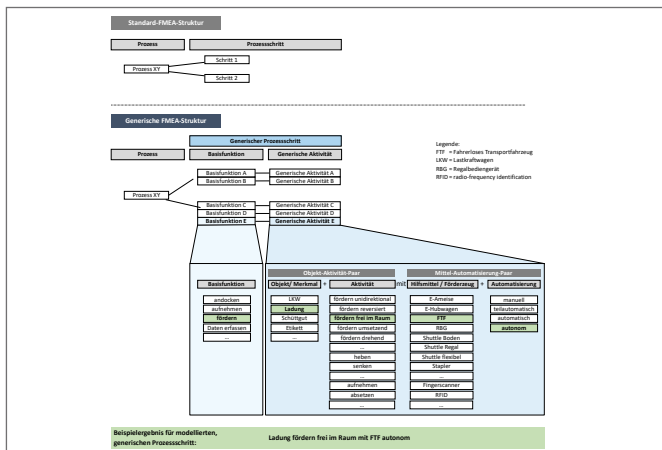 Standard-FMEA-Struktur
Prozess
Prozessschritt
Prozess XY
Schritt 1
Schritt 2
Generische FMEA-Struktur
Generischer Prozessschritt
Prozess
Basisfunktion
Generische Aktivität
Legende:
FTF = Fahrerloses Transportfahrzeug
LKW = Lastkraftwagen
RBG = Regalbediengerät
RFID = radio-frequency identification
Prozess XY
Basisfunktion A
Generische Aktivität A
Basisfunktion B
Generische Aktivität B
Basisfunktion C
Generische Aktivität C
Basisfunktion D
Generische Aktivität D
Basisfunktion E
Generische Aktivität E
Objekt-Aktivität-Paar
Mittel-Automatisierung-Paar
Basisfunktion
Objekt/ Merkmal + Aktivität mit Hilfsmittel / Förderzeug + Automatisierung
andocken
aufnehmen
fördern
Daten erfassen
...
LKW
Ladung
Schüttgut
Etikett
...
fördern unidirektional
fördern reversiert
fördern frei im Raum
fördern umsetzend
fördern drehend
...
heben
senken
...
aufnehmen
absetzen
...
E-Ameise
E-Hubwagen
FTF
RBG
Shuttle Boden
Shuttle Regal
Shuttle flexibel
Stapler
...
Fingerscanner
RFID
...
manuell
teilautomatisch
automatisch
autonom
Beispielergebnis für modellierten,
generischen Prozessschritt:
Ladung fördern frei im Raum mit FTF autonom